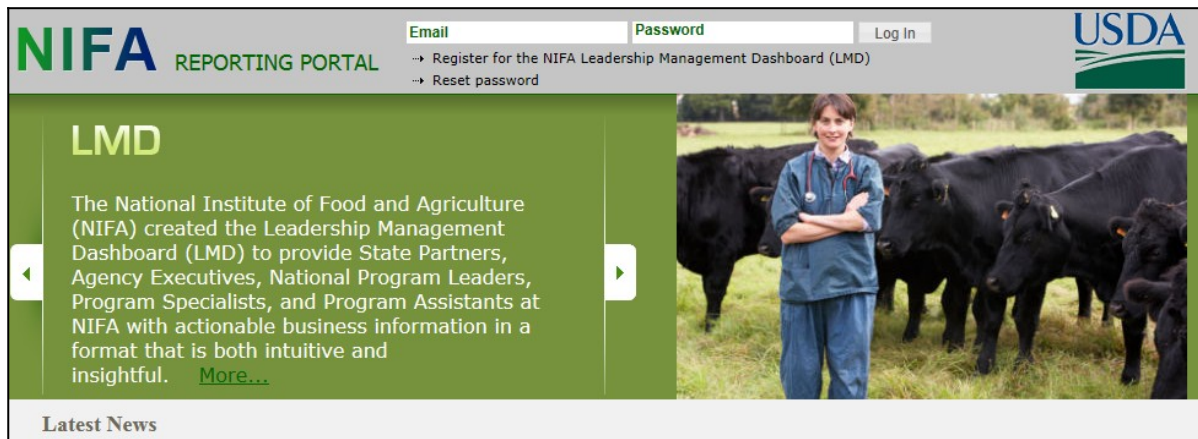 NIFA REPORTING PORTAL
Email
Password
Log In
Register for the NIFA Leadership Management Dashboard (LMD)
Reset password
USDA
LMD
The National Institute of Food and Agriculture
(NIFA) created the Leadership Management
Dashboard (LMD) to provide State Partners,
Agency Executives, National Program Leaders,
Program Specialists, and Program Assistants at
NIFA with actionable business information in a
format that is both intuitive and
insightful. More...
Latest News